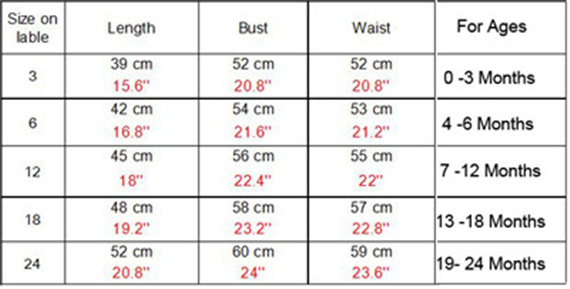 Size on lable Length Bust Waist For Ages
3 39 cm 52 cm 52 cm 0 -3 Months
15.6" 20.8" 20.8"
6 42 cm 54 cm 53 cm 4 -6 Months
16.8" 21.6" 21.2"
12 45 cm 56 cm 55 cm 7 -12 Months
18" 22.4" 22"
18 48 cm 58 cm 57 cm 13 -18 Months
19.2" 23.2" 22.8"
24 52 cm 60 cm 59 cm 19- 24 Months
20.8" 24" 23.6"